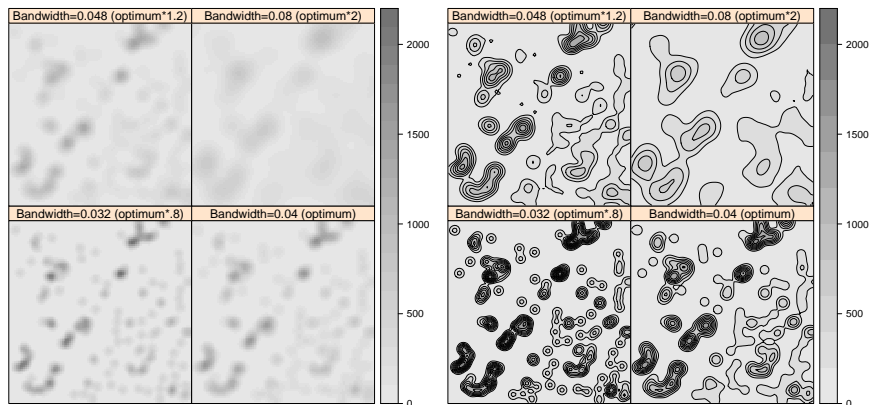 Bandwidth=0.048 (optimum*1.2) Bandwidth=0.08 (optimum*2)
Bandwidth=0.032 (optimum*.8) Bandwidth=0.04 (optimum)
2000
1500
1000
500
0
Bandwidth=0.048 (optimum*1.2) Bandwidth=0.08 (optimum*2)
Bandwidth=0.032 (optimum*.8) Bandwidth=0.04 (optimum)
2000
1500
1000
500
0